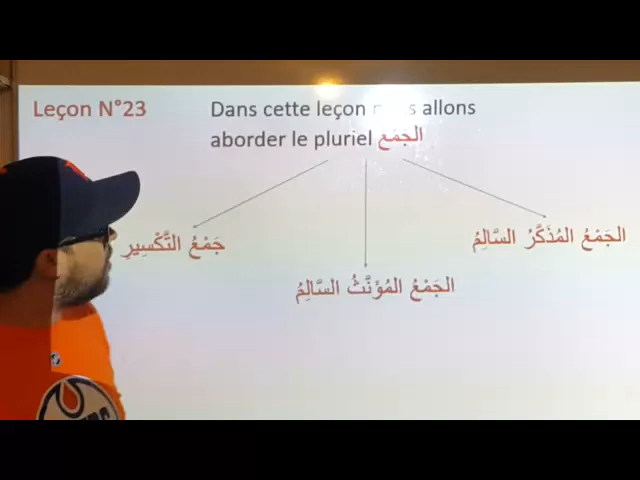 Leçon N°23
Dans cette leçon allons
aborder le pluriel الجَمْع
الجَمْعُ المُذَكَّرُ السَّالِمُ
جَمْعُ التَّكْسِيرِ
الجَمْعُ المُؤَنَّثُ السَّالِمُ